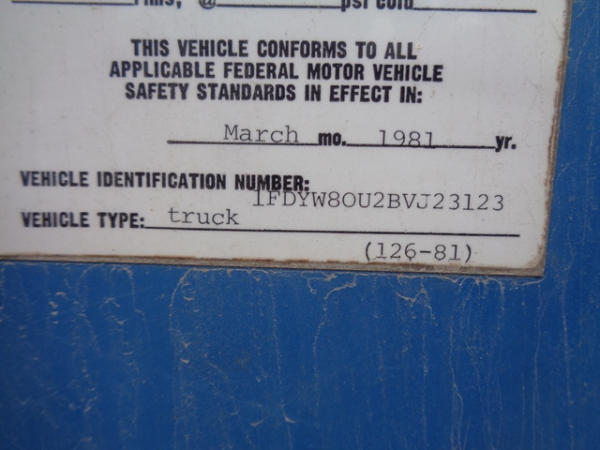 rims, @ psi cold
THIS VEHICLE CONFORMS TO ALL
APPLICABLE FEDERAL MOTOR VEHICLE
SAFETY STANDARDS IN EFFECT IN:
March mo. 1981 yr.
VEHICLE IDENTIFICATION NUMBER:
1FDYW80U2BVJ23123
VEHICLE TYPE: truck
(126-81)